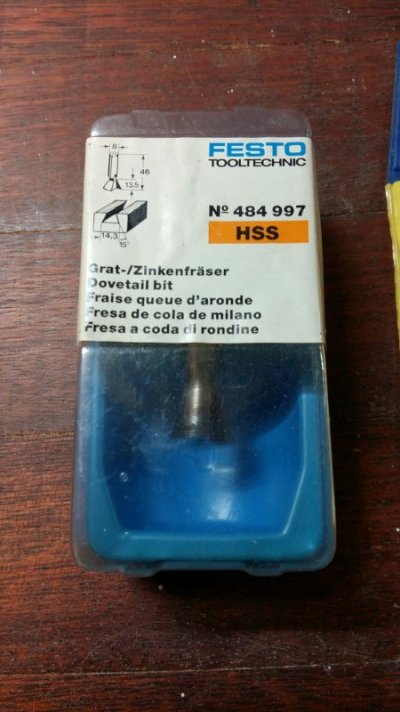 FESTO
TOOLTECHNIC
8
46
13,5
Nº 484 997
HSS
14,3
15°
Grat-/Zinkenfräser
Dovetail bit
Fraise queue d'aronde
Fresa de cola de milano
Fresa a coda di rondine